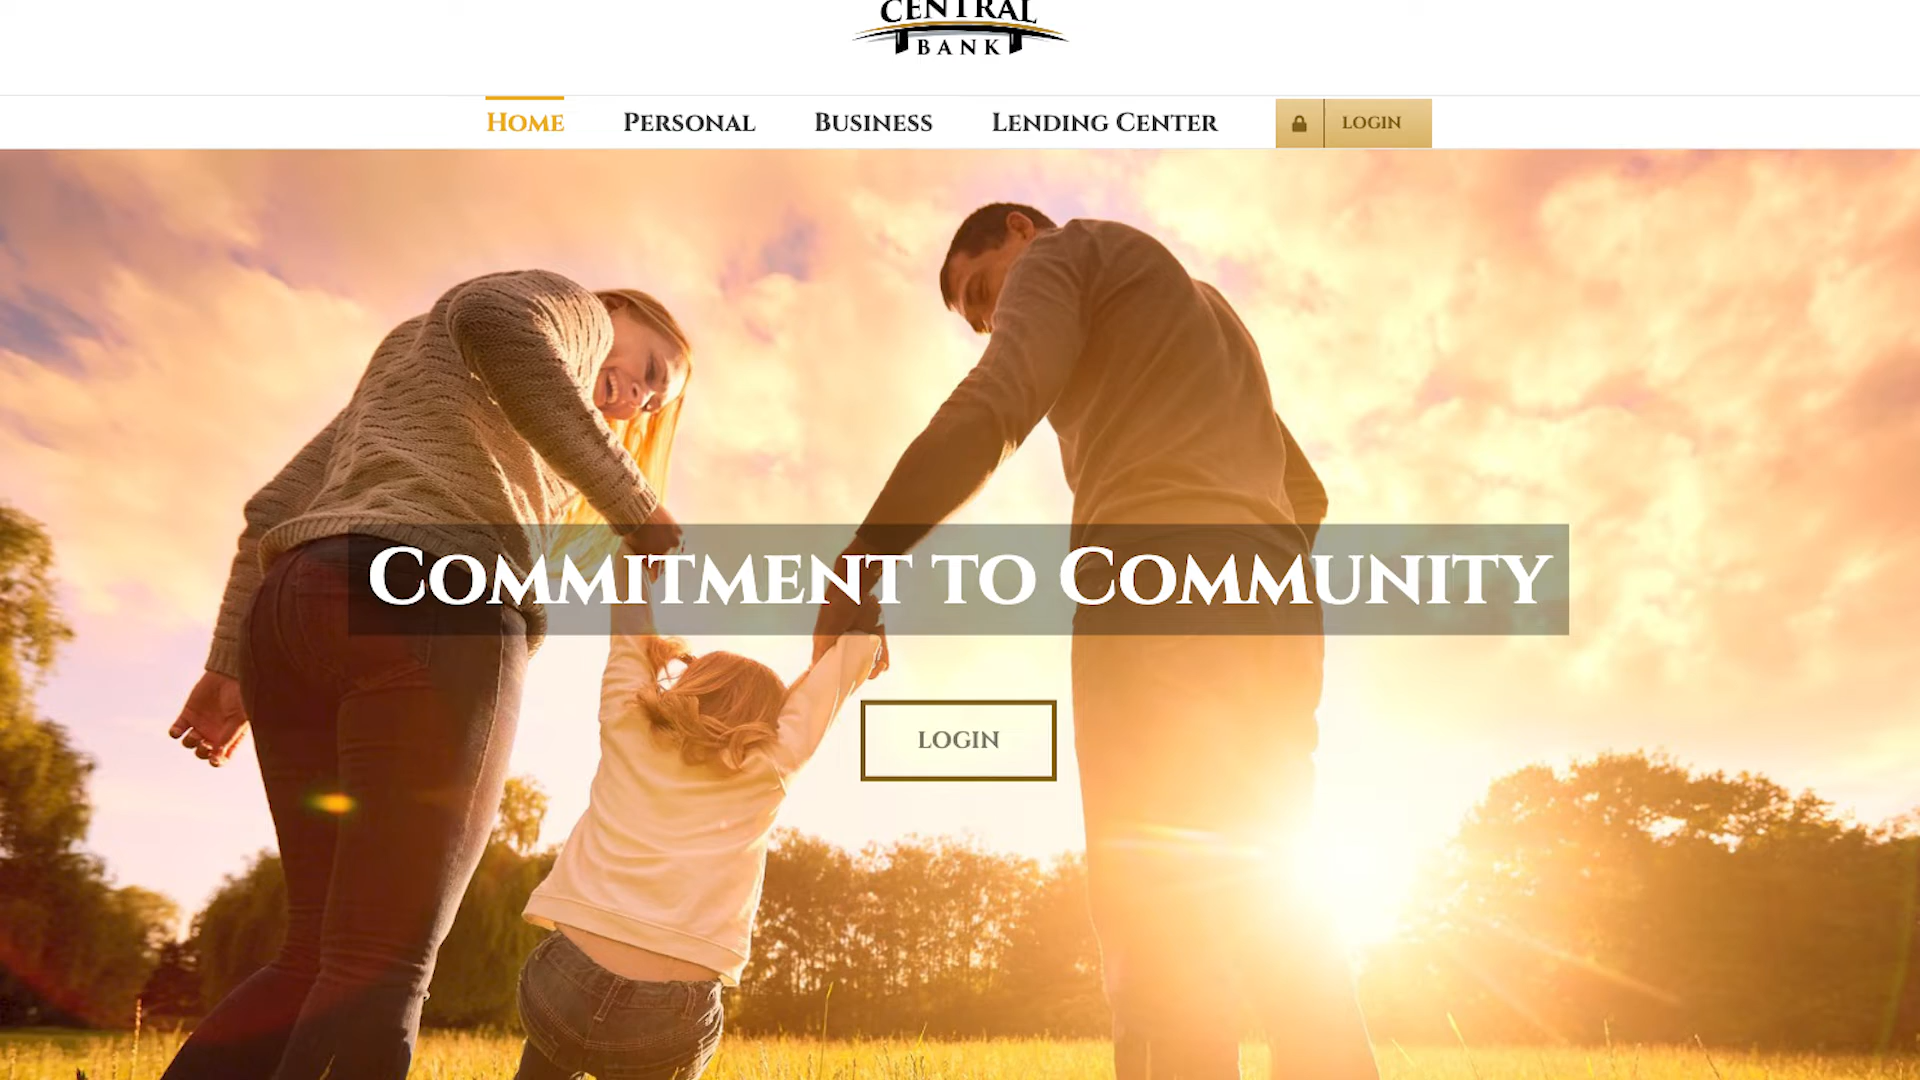 CENTRAL
BANK
HOME
PERSONAL
BUSINESS
LENDING CENTER
LOGIN
COMMITMENT TO COMMUNITY
LOGIN